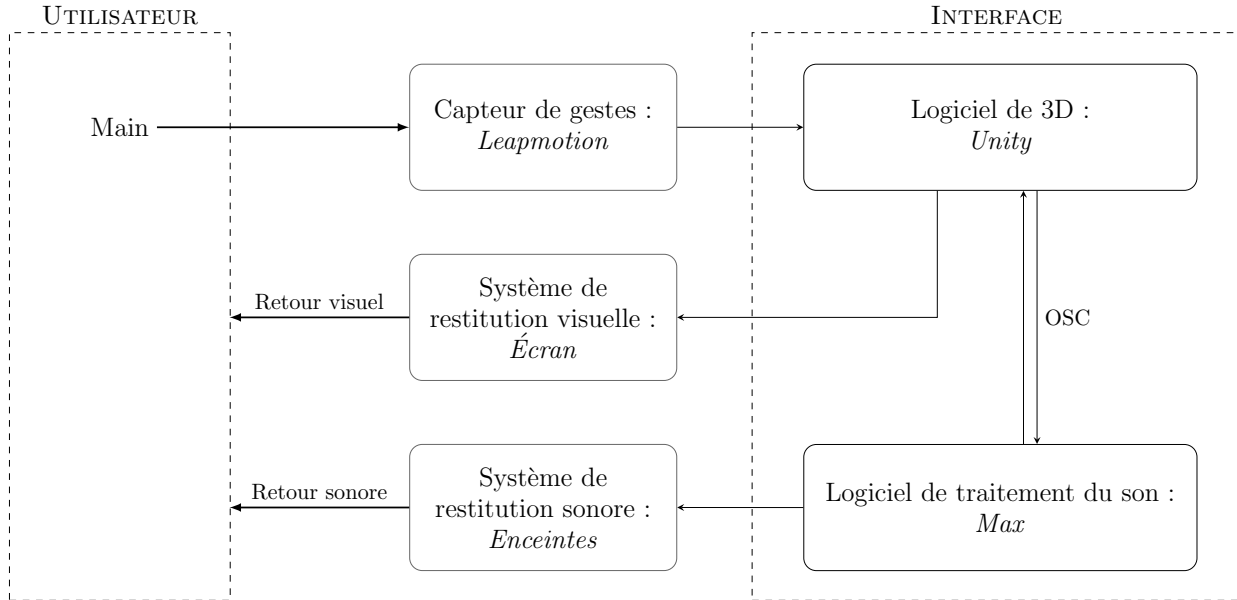 UTILISATEUR
INTERFACE
Main
Capteur de gestes :
Leapmotion
Logiciel de 3D :
Unity
Retour visuel
Système de
restitution visuelle :
Écran
OSC
Retour sonore
Système de
restitution sonore :
Enceintes
Logiciel de traitement du son :
Max